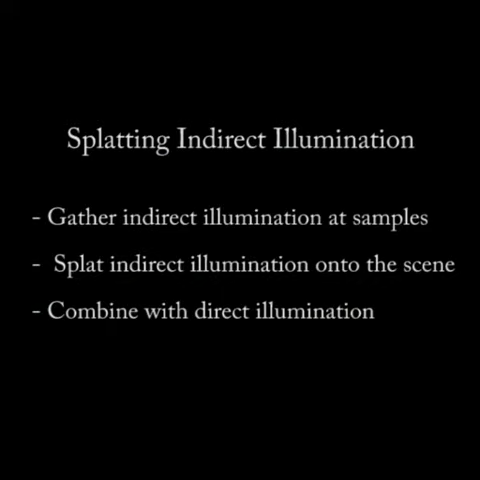 Splatting Indirect Illumination
- Gather indirect illumination at samples
- Splat indirect illumination onto the scene
- Combine with direct illumination